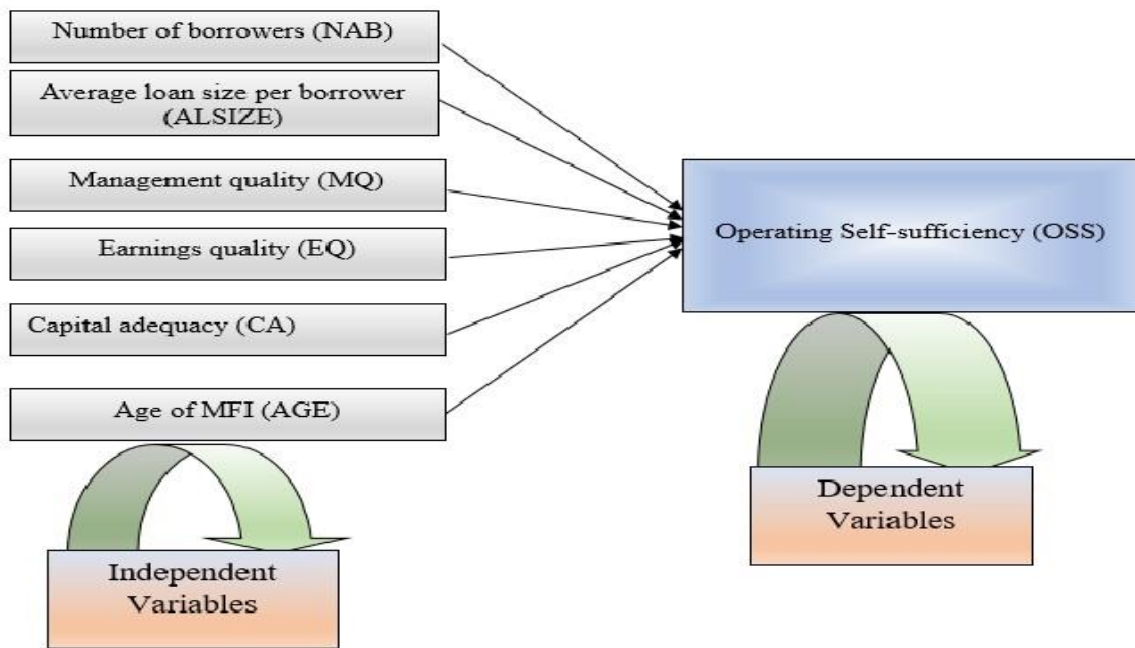 Number of borrowers (NAB)
Average loan size per borrower
(ALSIZE)
Management quality (MQ)
Earnings quality (EQ)
Capital adequacy (CA)
Age of MFI (AGE)
Operating Self-sufficiency (OSS)
Independent
Variables
Dependent
Variables